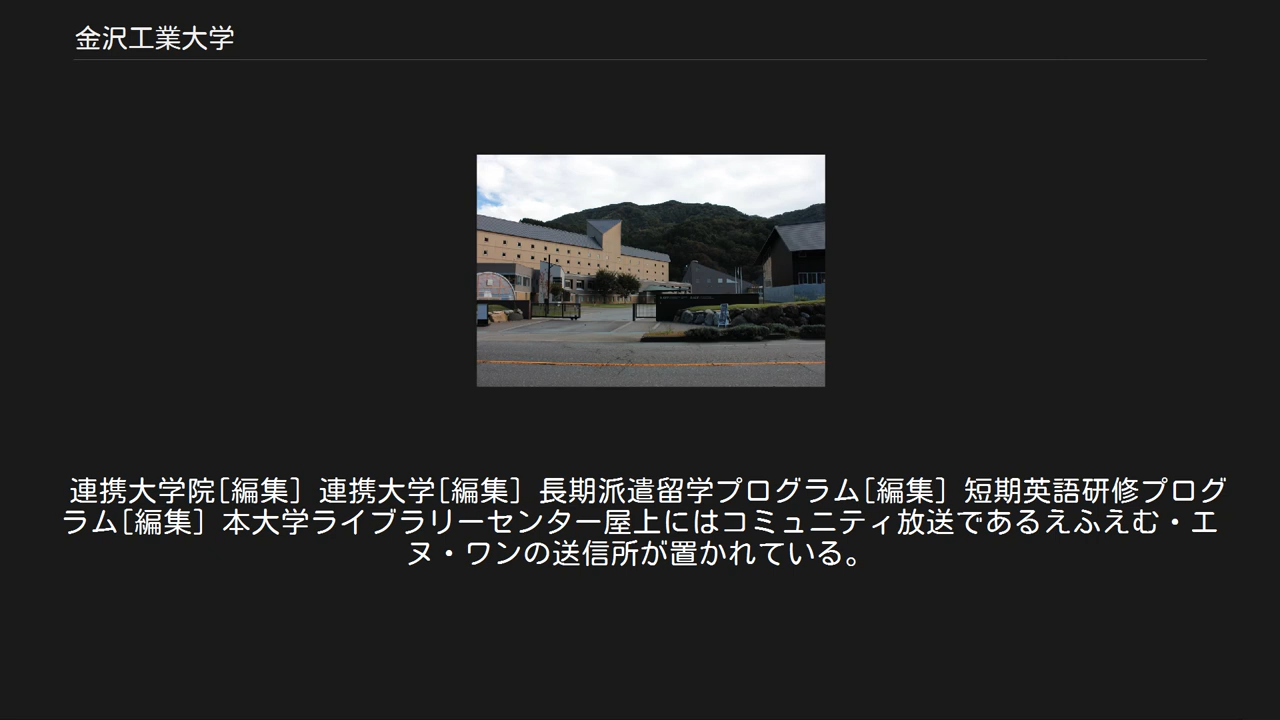 金沢工業大学
連携大学院[編集] 連携大学[編集] 長期派遣留学プログラム[編集] 短期英語研修プログ
ラム[編集] 本大学ライブラリーセンター屋上にはコミュニティ放送であるえふえむ・エ
ヌ・ワンの送信所が置かれている。